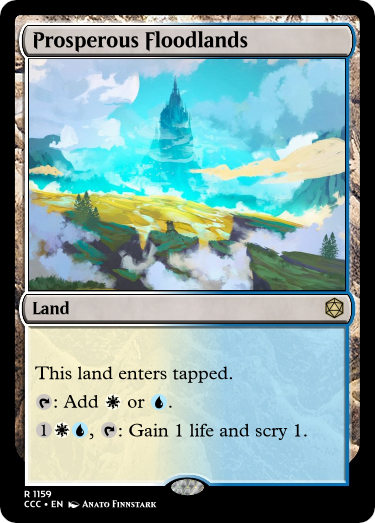 Prosperous Floodlands
Land
This land enters tapped.
: Add or .
1 , : Gain 1 life and scry 1.
R 1159
CCC • EN Anato Finnstark